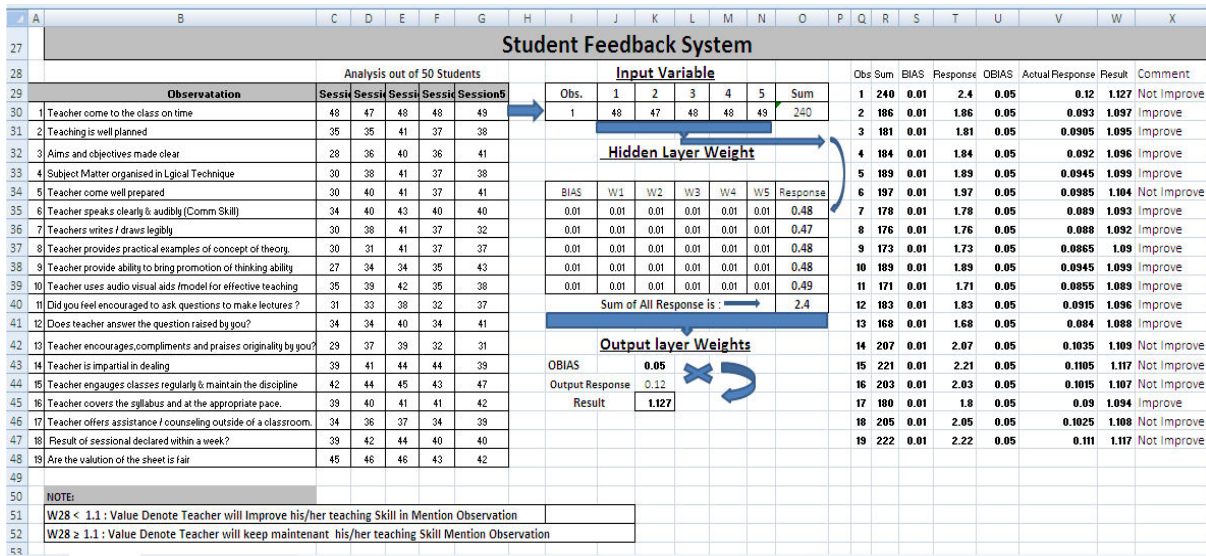 A B C D E F G H I J K L M N O P Q R S T U V W X
27 Student Feedback System
28 Analysis out of 50 Students Input Variable Obs Sum BIAS Response OBIAS Actual Response Result Comment
29 Observatation Sessi Sessi Sessi Sessi Session5 Obs. 1 2 3 4 5 Sum 1 240 0.01 2.4 0.05 0.12 1.127 Not Improve
30 1 Teacher come to the class on time 48 47 48 48 49 1 48 47 48 48 49 240 2 186 0.01 1.86 0.05 0.093 1.097 Improve
31 2 Teaching is well planned 35 35 41 37 38 3 181 0.01 1.81 0.05 0.0905 1.095 Improve
32 3 Aims and objectives made clear 28 36 40 36 41 Hidden Layer Weight 4 184 0.01 1.84 0.05 0.092 1.096 Improve
33 4 Subject Matter organised in Lgical Technique 30 38 41 37 38 5 189 0.01 1.89 0.05 0.0945 1.099 Improve
34 5 Teacher come well prepared 30 40 41 37 41 BIAS W1 W2 W3 W4 W5 Response 6 197 0.01 1.97 0.05 0.0985 1.104 Not Improve
35 6 Teacher speaks clearly & audibly (Comm Skill) 34 40 43 40 40 0.01 0.01 0.01 0.01 0.01 0.01 0.48 7 178 0.01 1.78 0.05 0.089 1.093 Improve
36 7 Teachers writes / draws legibly 30 38 41 37 32 0.01 0.01 0.01 0.01 0.01 0.01 0.47 8 176 0.01 1.76 0.05 0.088 1.092 Improve
37 8 Teacher provides practical examples of concept of theory. 30 31 41 37 37 0.01 0.01 0.01 0.01 0.01 0.01 0.48 9 173 0.01 1.73 0.05 0.0865 1.09 Improve
38 9 Teacher provide ability to bring promotion of thinking ability 27 34 34 35 43 0.01 0.01 0.01 0.01 0.01 0.01 0.48 10 189 0.01 1.89 0.05 0.0945 1.099 Improve
39 10 Teacher uses audio visual aids /model for effective teaching 35 39 42 35 38 0.01 0.01 0.01 0.01 0.01 0.01 0.49 11 171 0.01 1.71 0.05 0.0855 1.089 Improve
40 11 Did you feel encouraged to ask questions to make lectures ? 31 33 38 32 37 Sum of All Response is : 2.4 12 183 0.01 1.83 0.05 0.0915 1.096 Improve
41 12 Does teacher answer the question raised by you? 34 34 40 34 41 13 168 0.01 1.68 0.05 0.084 1.088 Improve
42 13 Teacher encourages,compliments and praises originality by you? 29 37 39 32 31 Output layer Weights 14 207 0.01 2.07 0.05 0.1035 1.109 Not Improve
43 14 Teacher is impartial in dealing 39 41 44 44 39 OBIAS 0.05 15 221 0.01 2.21 0.05 0.1105 1.117 Not Improve
44 15 Teacher engauges classes regularly & maintain the discipline 42 44 45 43 47 Output Response 0.12 16 203 0.01 2.03 0.05 0.1015 1.107 Not Improve
45 16 Teacher covers the syllabus and at the appropriate pace. 39 40 41 41 42 Result 1.127 17 180 0.01 1.8 0.05 0.09 1.094 Improve
46 17 Teacher offers assistance / counseling outside of a classroom. 34 36 37 34 39 18 205 0.01 2.05 0.05 0.1025 1.108 Not Improve
47 18 Result of sessional declared within a week? 39 42 44 40 40 19 222 0.01 2.22 0.05 0.111 1.117 Not Improve
48 19 Are the valution of the sheet is fair 45 46 46 43 42
49
50 NOTE:
51 W28 < 1.1 : Value Denote Teacher will Improve his/her teaching Skill in Mention Observation
52 W28 ≥ 1.1 : Value Denote Teacher will keep maintenant his/her teaching Skill Mention Observation
53